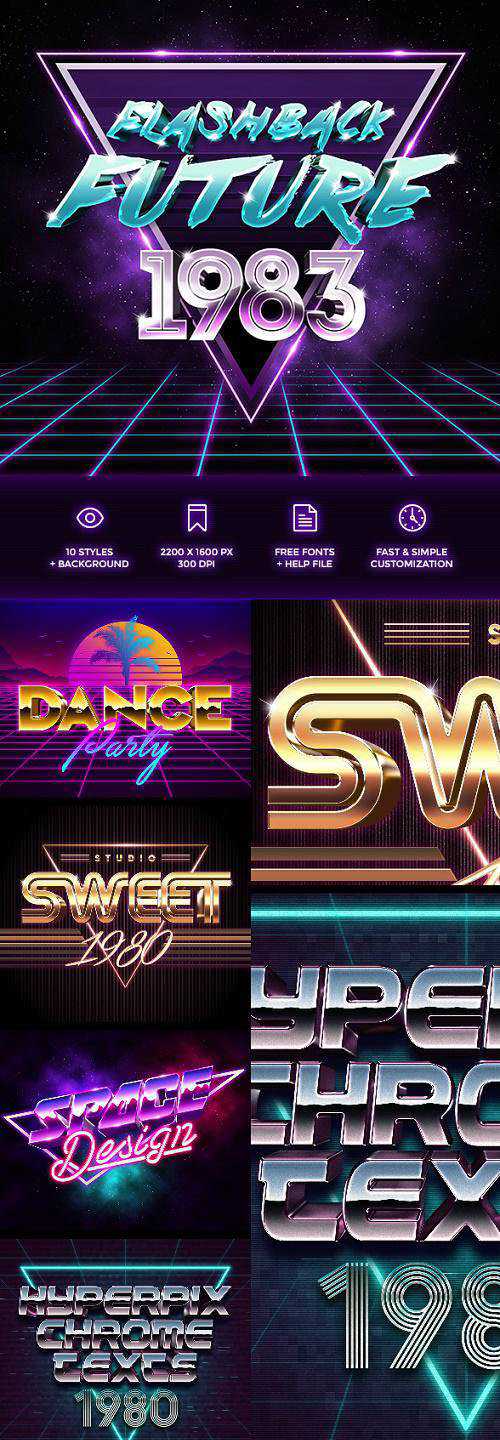 FLASHBACK
FUTURE
1983
10 STYLES
+ BACKGROUND
2200 X 1600 PX
300 DPI
FREE FONTS
+ HELP FILE
FAST & SIMPLE
CUSTOMIZATION
DANCE
Party
STUDIO
SWEET
1980
SPACE
Design
HYPERPIX
CHROME
TEXTS
1980
S
SW
YPE
CHRO
TEX
198